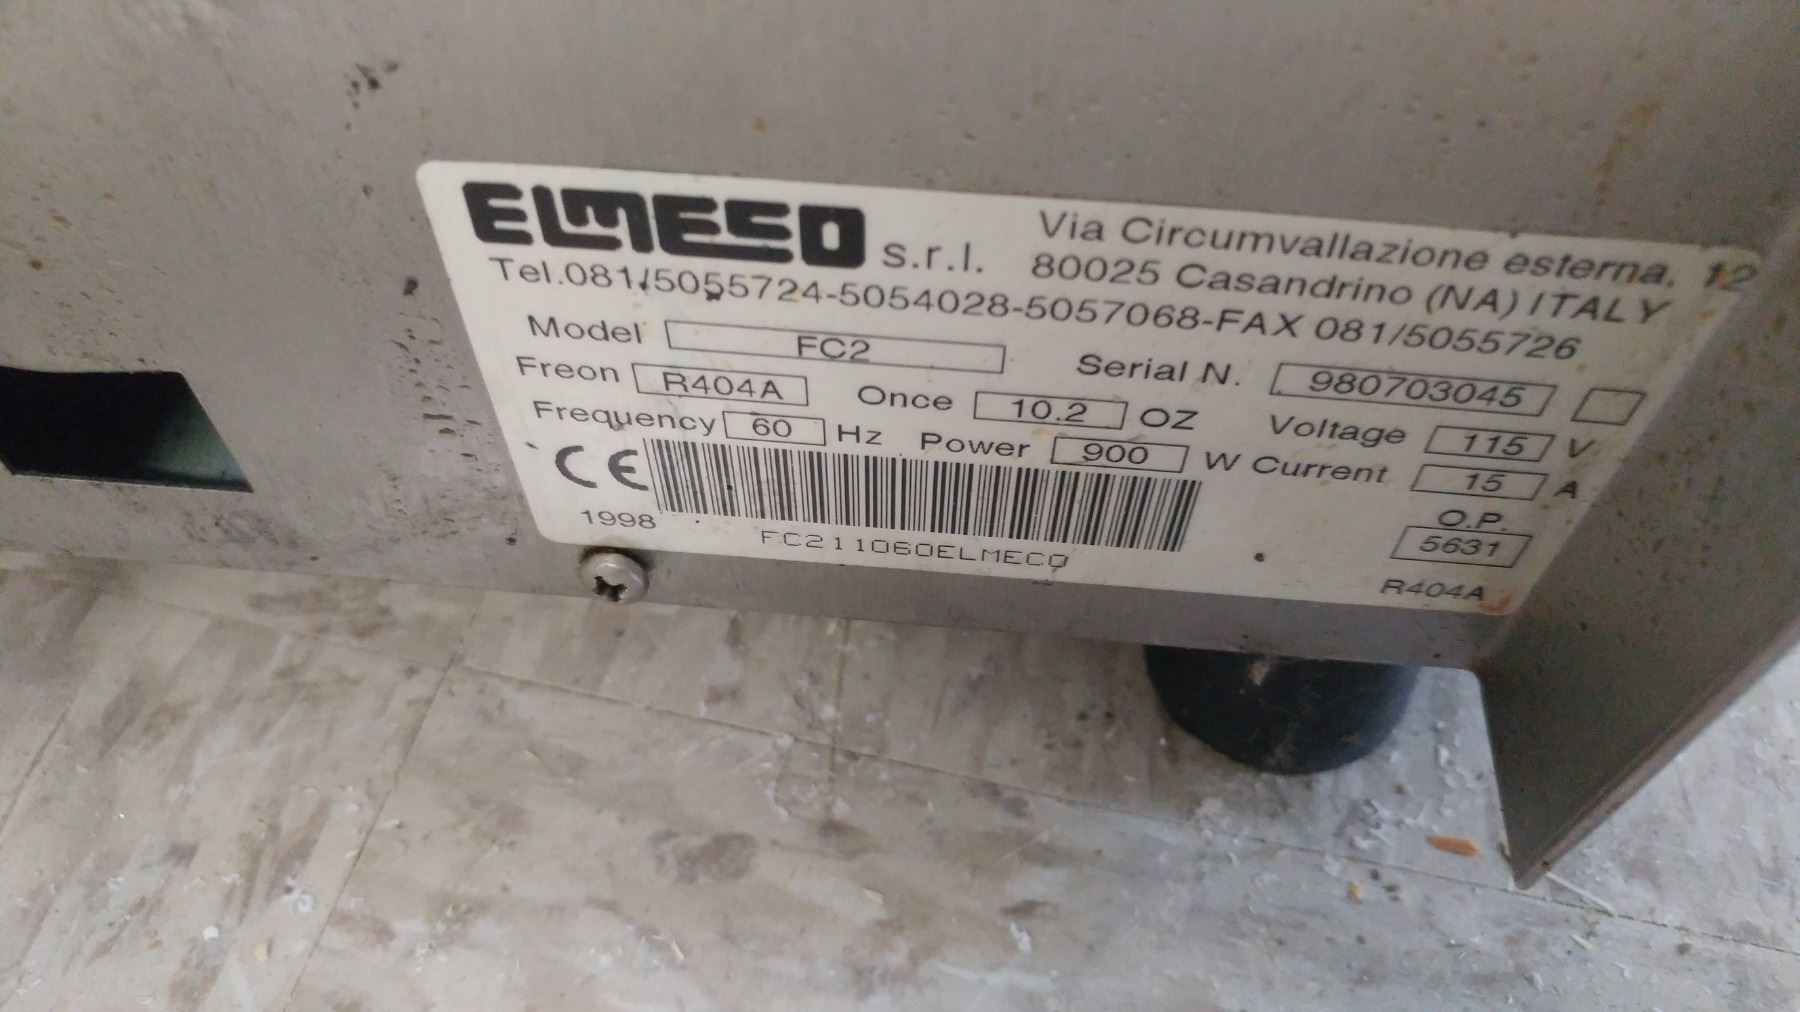 ELMECO s.r.l.
Via Circumvallazione esterna, 12
80025 Casandrino (NA) ITALY
Tel.081/5055724-5054028-5057068-FAX 081/5055726
Model FC2 Serial N. 980703045
Freon R404A Once 10.2 OZ Voltage 115 V
Frequency 60 Hz Power 900 W Current 15 A
CE
O.P.
5631
1998
FC211060ELMECO
R404A